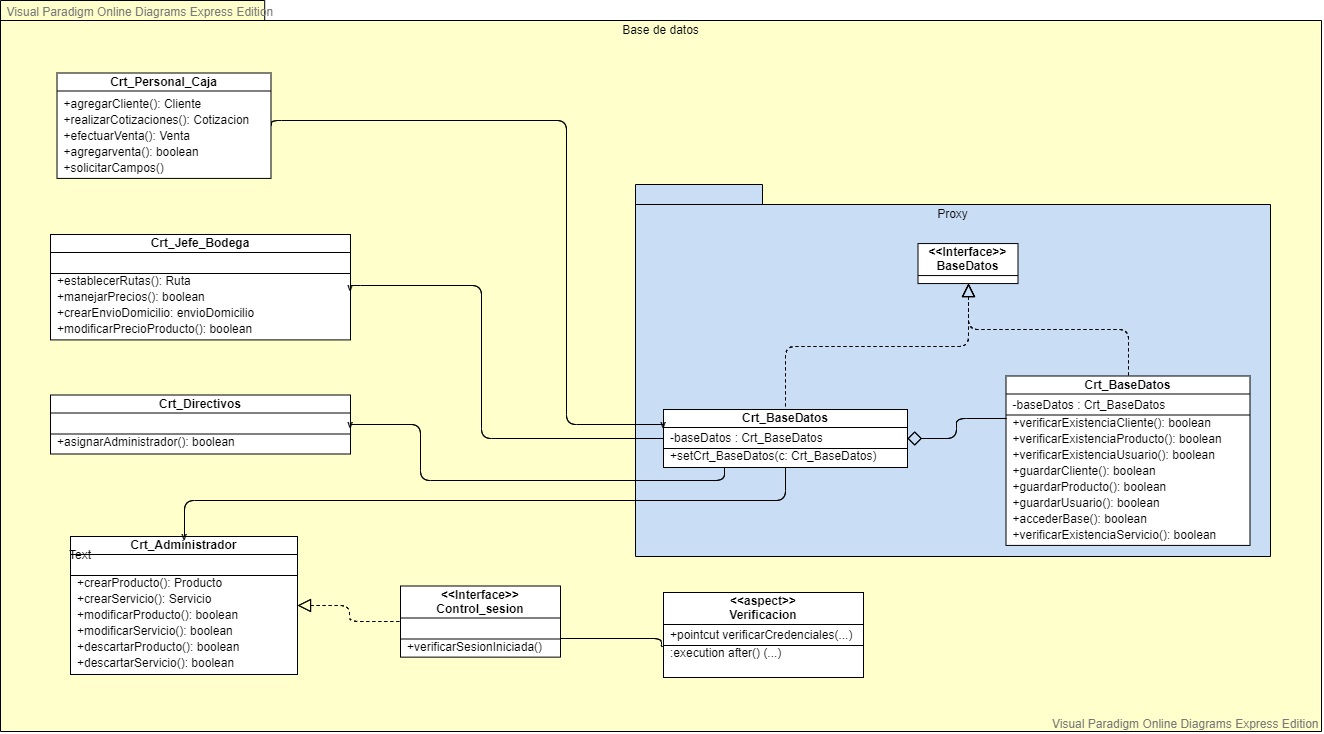 Visual Paradigm Online Diagrams Express Edition
Base de datos
Crt_Personal_Caja
+agregarCliente(): Cliente
+realizarCotizaciones(): Cotizacion
+efectuarVenta(): Venta
+agregarventa(): boolean
+solicitarCampos()
Crt_Jefe_Bodega
+establecerRutas(): Ruta
+manejarPrecios(): boolean
+crearEnvioDomicilio: envioDomicilio
+modificarPrecioProducto(): boolean
Crt_Directivos
+asignarAdministrador(): boolean
Crt_Administrador
Text
+crearProducto(): Producto
+crearServicio(): Servicio
+modificarProducto(): boolean
+modificarServicio(): boolean
+descartarProducto(): boolean
+descartarServicio(): boolean
<<Interface>>
Control_sesion
+verificarSesionIniciada()
<<aspect>>
Verificacion
+pointcut verificarCredenciales(...)
:execution after() (...)
Proxy
<<Interface>>
BaseDatos
Crt_BaseDatos
-baseDatos : Crt_BaseDatos
+setCrt_BaseDatos(c: Crt_BaseDatos)
Crt_BaseDatos
-baseDatos : Crt_BaseDatos
+verificarExistenciaCliente(): boolean
+verificarExistenciaProducto(): boolean
+verificarExistenciaUsuario(): boolean
+guardarCliente(): boolean
+guardarProducto(): boolean
+guardarUsuario(): boolean
+accederBase(): boolean
+verificarExistenciaServicio(): boolean
Visual Paradigm Online Diagrams Express Edition